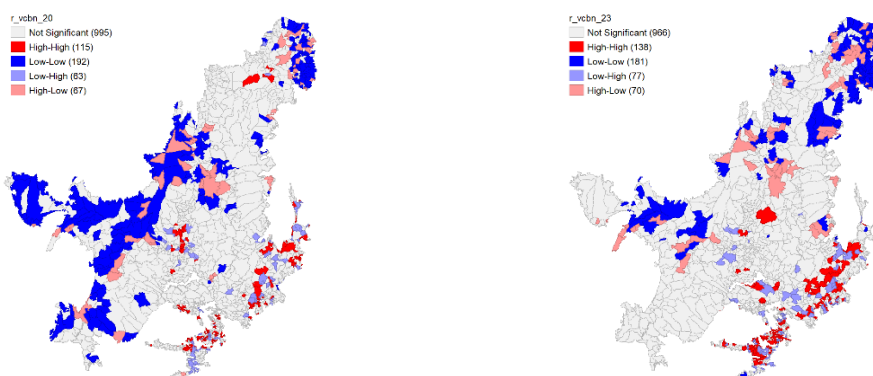 r_vcbn_20
Not Significant (995)
High-High (115)
Low-Low (192)
Low-High (63)
High-Low (67)
r_vcbn_23
Not Significant (966)
High-High (138)
Low-Low (181)
Low-High (77)
High-Low (70)